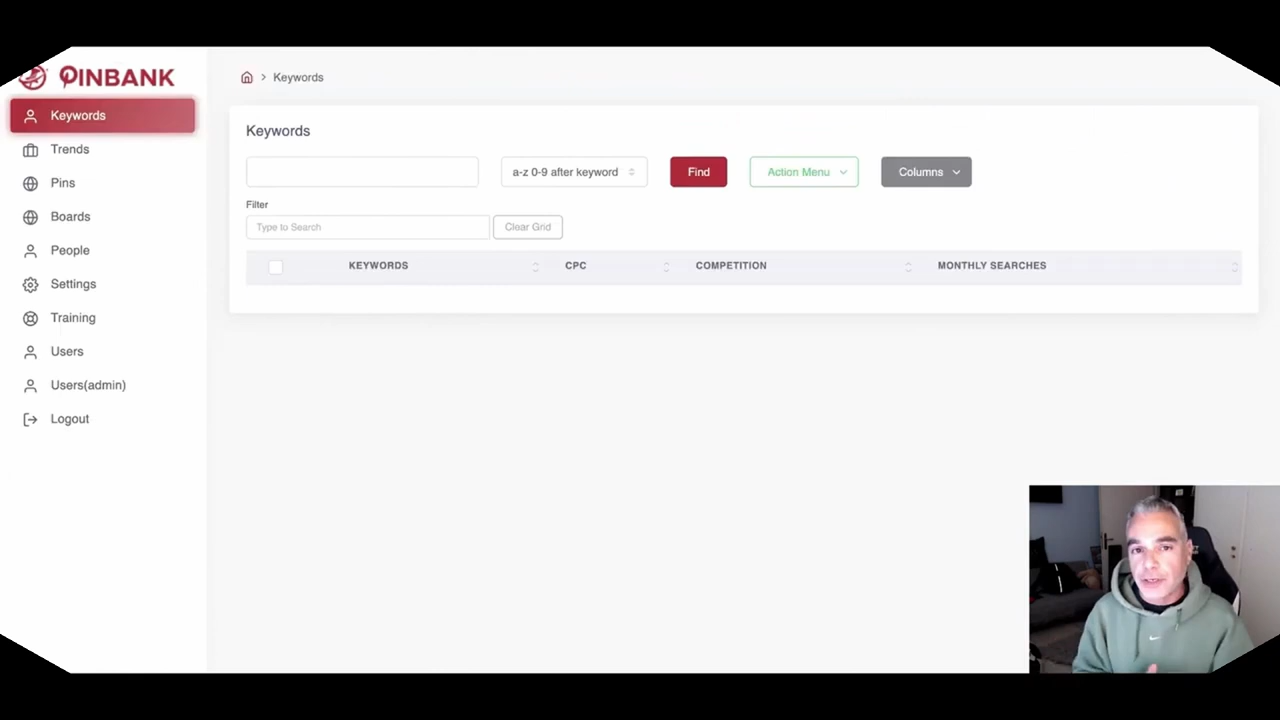 PINBANK
Keywords
Trends
Pins
Boards
People
Settings
Training
Users
Users(admin)
Logout
Keywords
Keywords
a-z 0-9 after keyword
Find
Action Menu
Columns
Filter
Type to Search
Clear Grid
KEYWORDS CPC COMPETITION MONTHLY SEARCHES